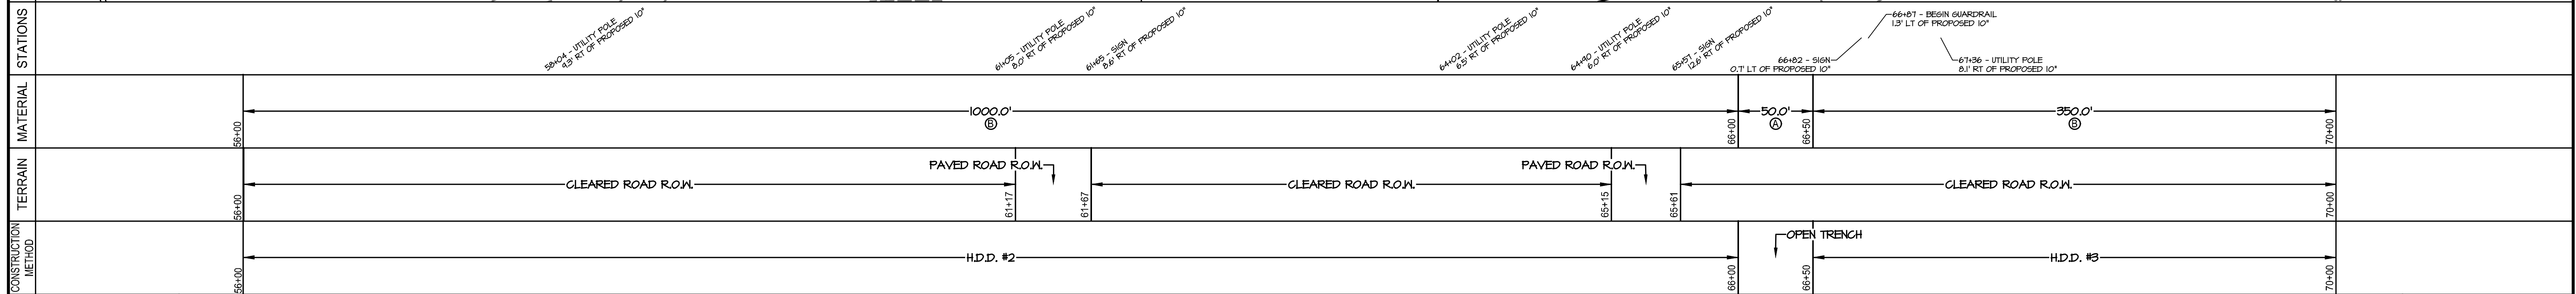 STATIONS
58+04 - UTILITY POLE
9.3' RT OF PROPOSED 10"
61+05 - UTILITY POLE
8.0' RT OF PROPOSED 10"
61+65 - SIGN
8.6' RT OF PROPOSED 10"
64+02 - UTILITY POLE
6.5' RT OF PROPOSED 10"
64+90 - UTILITY POLE
6.0' RT OF PROPOSED 10"
65+57 - SIGN
12.6' RT OF PROPOSED 10"
66+82 - SIGN
0.7' LT OF PROPOSED 10"
66+87 - BEGIN GUARDRAIL
1.3' LT OF PROPOSED 10"
67+36 - UTILITY POLE
8.1' RT OF PROPOSED 10"
MATERIAL
56+00
1000.0'
B
66+00
50.0'
A
66+50
350.0'
B
70+00
TERRAIN
56+00
CLEARED ROAD R.O.W.
61+17
PAVED ROAD R.O.W.
61+67
CLEARED ROAD R.O.W.
65+15
PAVED ROAD R.O.W.
65+61
CLEARED ROAD R.O.W.
70+00
CONSTRUCTION
METHOD
56+00
H.D.D. #2
66+00
OPEN TRENCH
66+50
H.D.D. #3
70+00